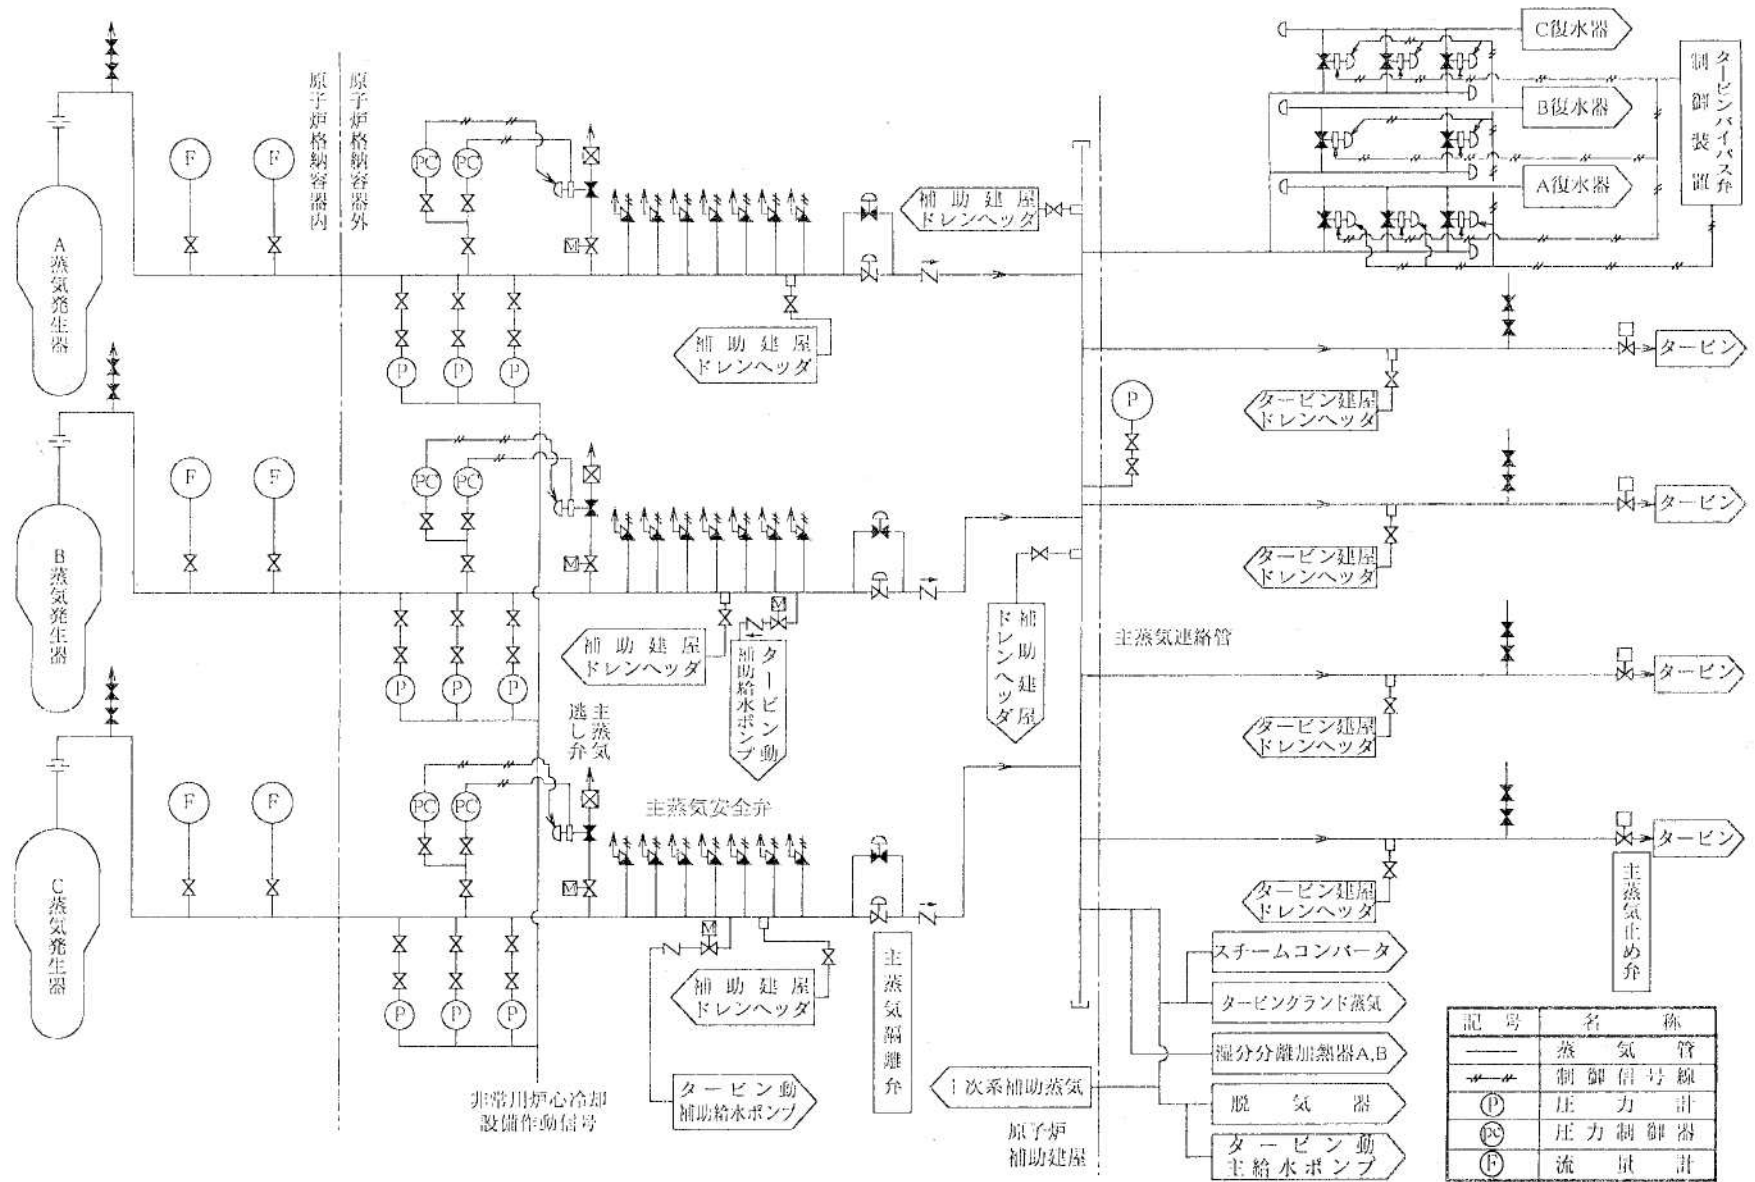 原子炉格納容器内
原子炉格納容器外
F
F
PC
PC
M
P
P
P
A蒸気発生器
補助建屋
ドレンヘッダ
補助建屋
ドレンヘッダ
C復水器
B復水器
A復水器
タービンバイパス弁
制御装置
タービン
タービン建屋
ドレンヘッダ
P
F
F
PC
PC
M
P
P
P
B蒸気発生器
補助建屋
ドレンヘッダ
M
タービン動
補助給水ポンプ
補助建屋
ドレンヘッダ
主蒸気連絡管
タービン
タービン建屋
ドレンヘッダ
タービン
タービン建屋
ドレンヘッダ
主蒸気
逃し弁
主蒸気安全弁
F
F
PC
PC
M
P
P
P
C蒸気発生器
M
補助建屋
ドレンヘッダ
タービン動
補助給水ポンプ
主蒸気隔離弁
非常用炉心冷却
設備作動信号
タービン
タービン建屋
ドレンヘッダ
主蒸気止め弁
スチームコンバータ
タービングランド蒸気
湿分分離加熱器A,B
1次系補助蒸気
脱気器
タービン動
主給水ポンプ
原子炉
補助建屋
記号 名称
蒸気管
制御信号線
P 圧力計
PC 圧力制御器
F 流量計